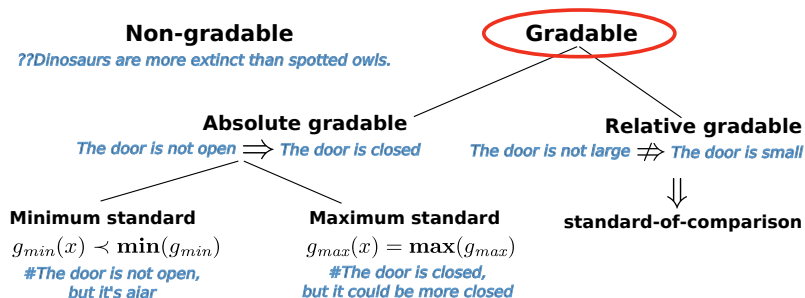 Non-gradable
Gradable
??Dinosaurs are more extinct than spotted owls.
Absolute gradable
Relative gradable
The door is not open ⇒ The door is closed
The door is not large ⇏ The door is small
⇓
Minimum standard
Maximum standard
standard-of-comparison
g_min(x) ≺ min(g_min)
g_max(x) = max(g_max)
#The door is not open,
but it's ajar
#The door is closed,
but it could be more closed